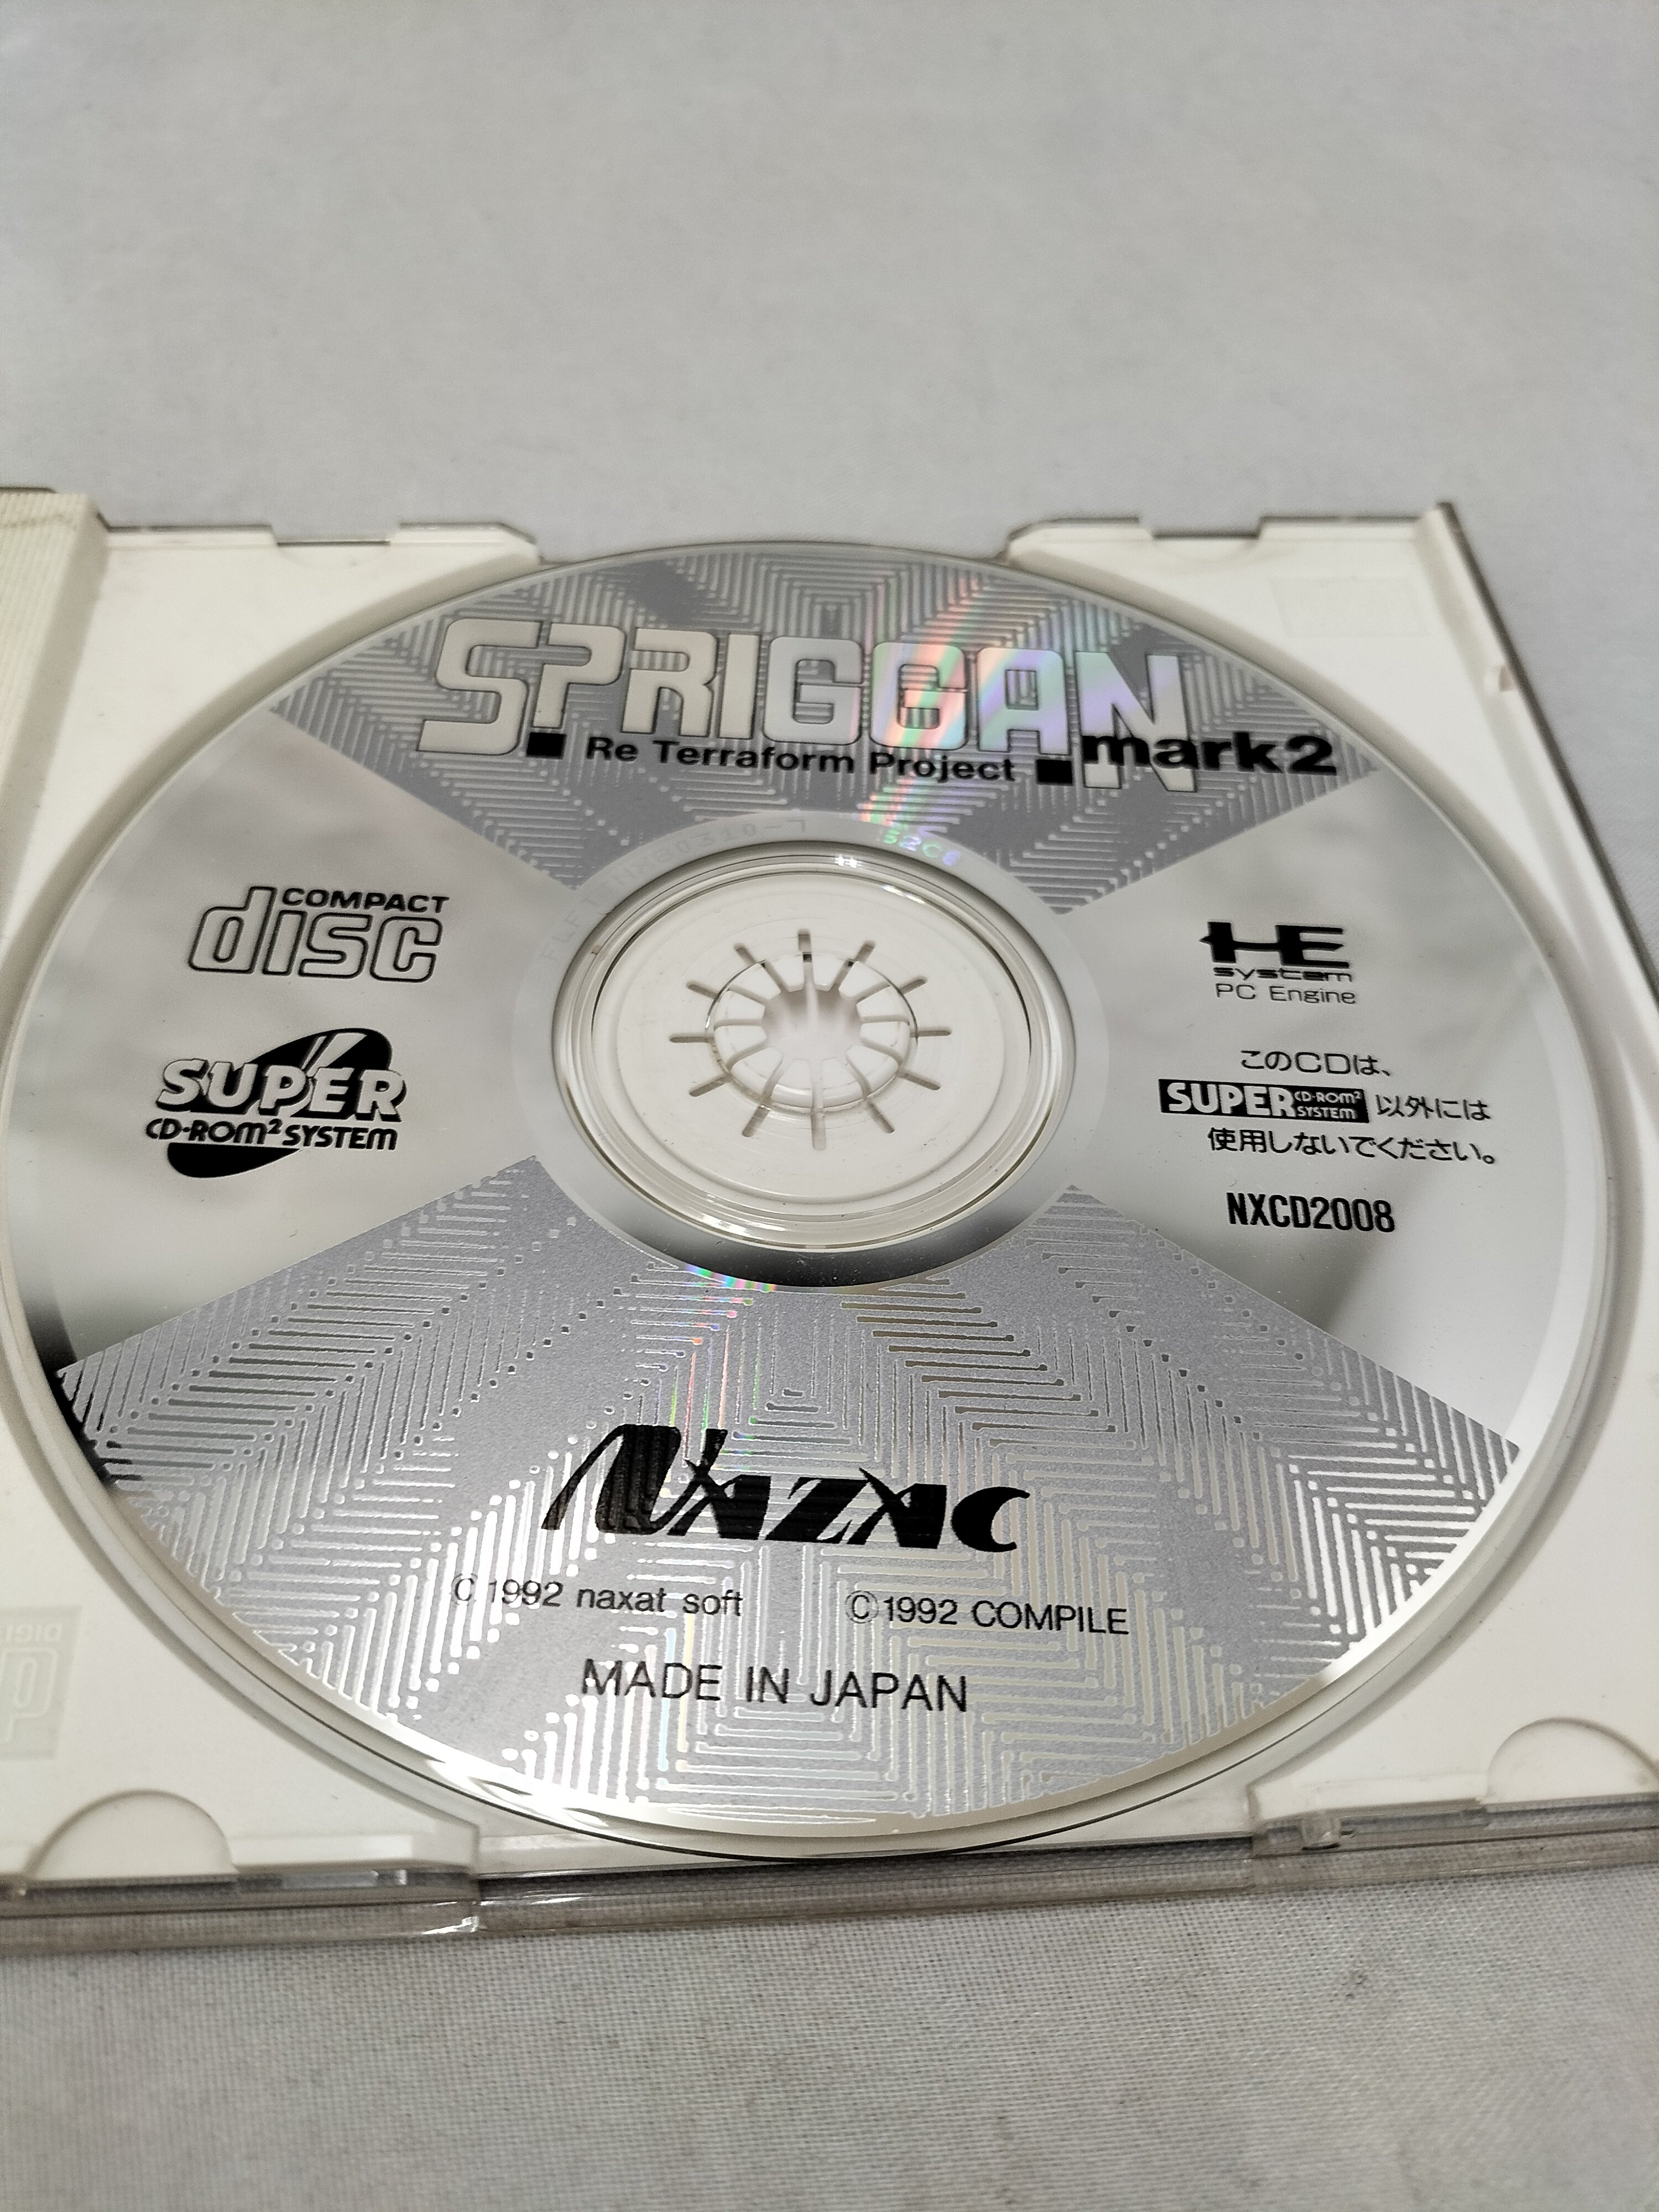 SPRIGGAN
mark2
■ Re Terraform Project ■
COMPACT
disc
SUPER
CD-ROM² SYSTEM
HE
system
PC Engine
このCDは、
SUPER CD-ROM² SYSTEM 以外には
使用しないでください。
NXCD2008
NAZAC
©1992 naxat soft ©1992 COMPILE
MADE IN JAPAN